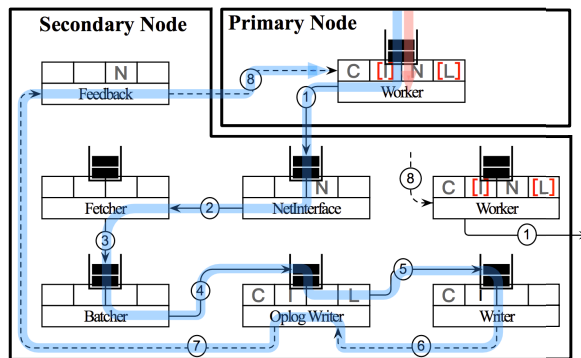 Secondary Node
Primary Node
N
Feedback
8
C [I] N [L]
Worker
1
Fetcher
2
N
NetInterface
8
C [I] N [L]
Worker
1
3
Batcher
4
C I L
Oplog Writer
5
C I
Writer
7
6